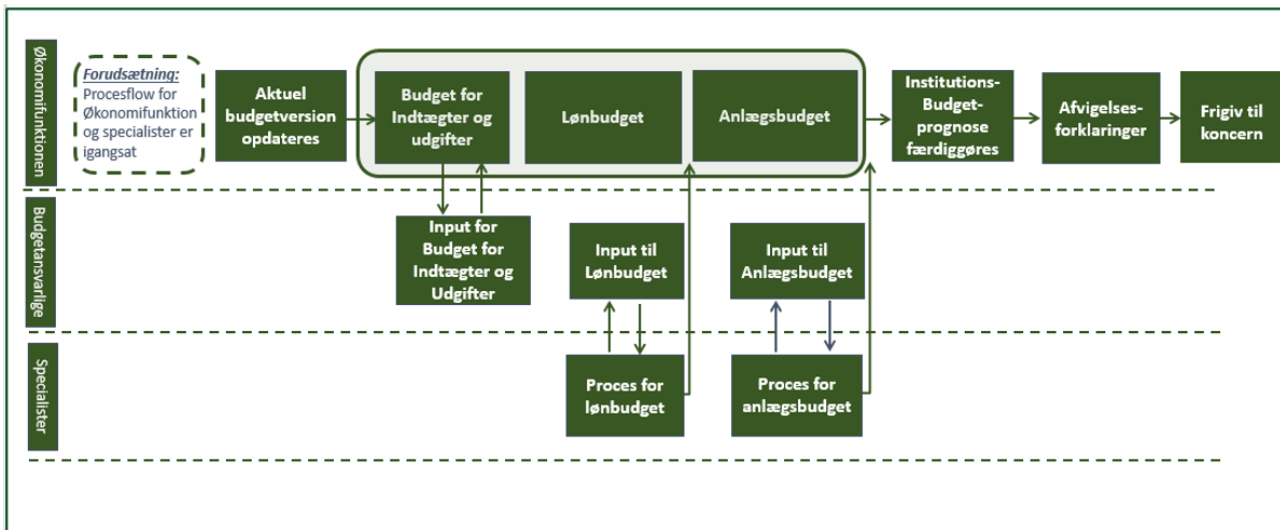 Økonomifunktionen
Forudsætning:
Procesflow for
Økonomifunktion
og specialister er
igangsat
Aktuel
budgetversion
opdateres
Budget for
Indtægter og
udgifter
Lønbudget
Anlægsbudget
Institutions-
Budget-
prognose
færdiggøres
Afvigelses-
forklaringer
Frigiv til
koncern
Budgetansvarlige
Input for
Budget for
Indtægter og
Udgifter
Input til
Lønbudget
Input til
Anlægsbudget
Specialister
Proces for
lønbudget
Proces for
anlægsbudget